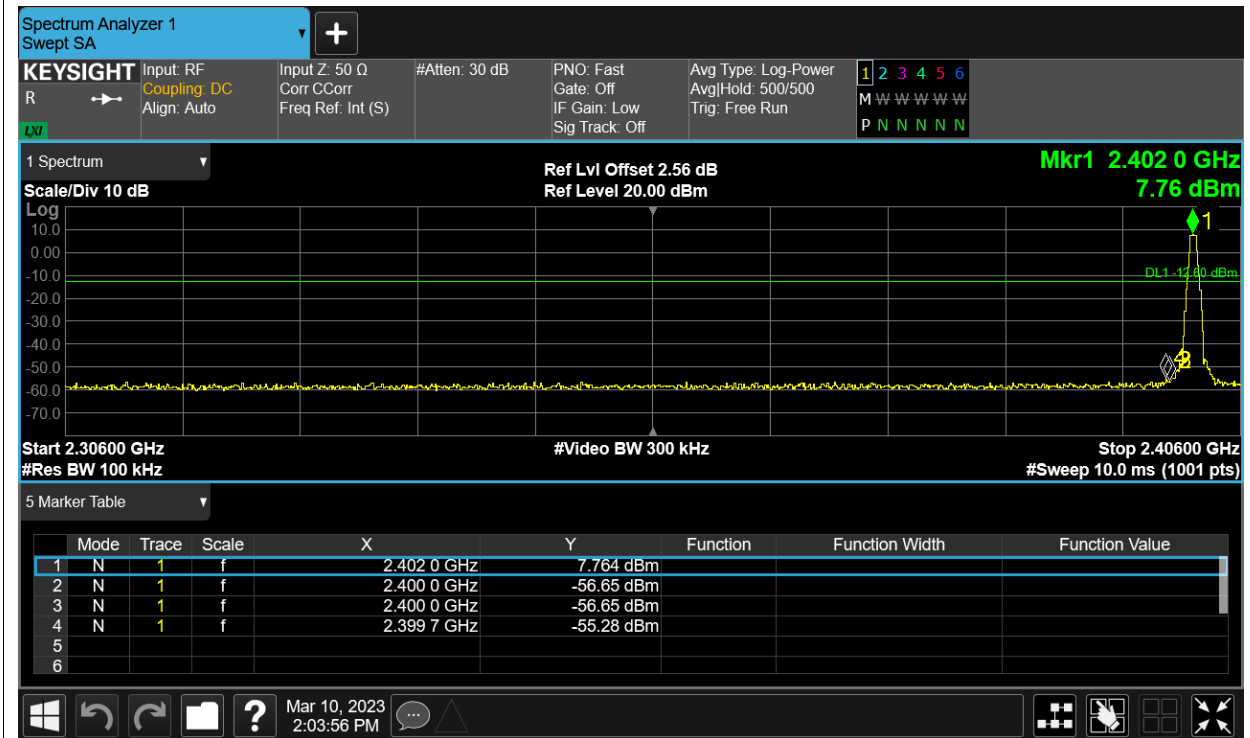 Spectrum Analyzer 1
Swept SA
KEYSIGHT
R
LXI
Input: RF
Coupling: DC
Align: Auto
Input Z: 50 Ω
Corr CCorr
Freq Ref: Int (S)
#Atten: 30 dB
PNO: Fast
Gate: Off
IF Gain: Low
Sig Track: Off
Avg Type: Log-Power
Avg|Hold: 500/500
Trig: Free Run
1 2 3 4 5 6
M W W W W W
P N N N N N
1 Spectrum
Scale/Div 10 dB
Ref Lvl Offset 2.56 dB
Ref Level 20.00 dBm
Mkr1 2.402 0 GHz
7.76 dBm
Log
10.0
0.00
-10.0
-20.0
-30.0
-40.0
-50.0
-60.0
-70.0
1
DL1 -12.60 dBm
Start 2.30600 GHz
#Video BW 300 kHz
Stop 2.40600 GHz
#Res BW 100 kHz
#Sweep 10.0 ms (1001 pts)
5 Marker Table
Mode Trace Scale X Y Function Function Width Function Value
1 N 1 f 2.402 0 GHz 7.764 dBm
2 N 1 f 2.400 0 GHz -56.65 dBm
3 N 1 f 2.400 0 GHz -56.65 dBm
4 N 1 f 2.399 7 GHz -55.28 dBm
5
6
?
Mar 10, 2023
2:03:56 PM